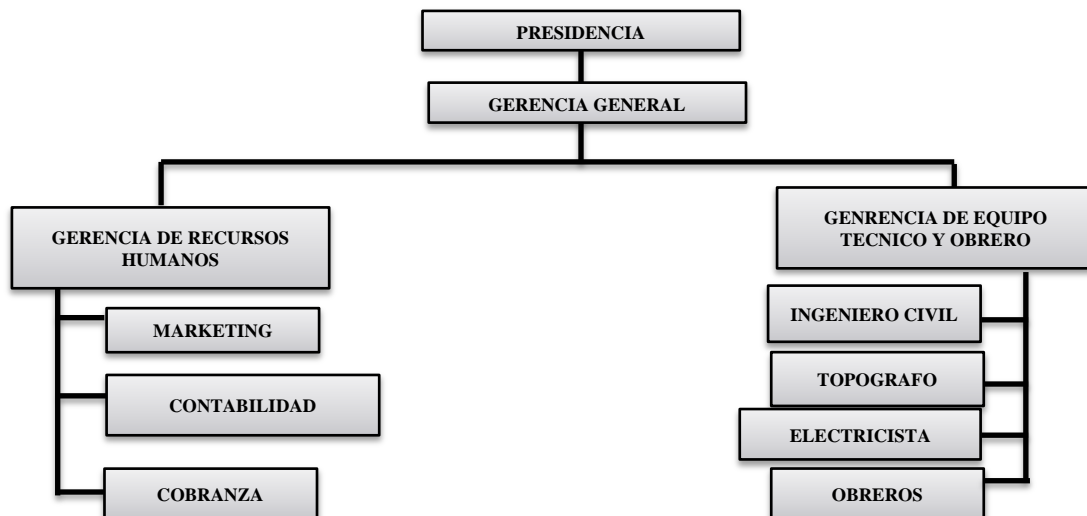 PRESIDENCIA
GERENCIA GENERAL
GERENCIA DE RECURSOS
HUMANOS
GENRENCIA DE EQUIPO
TECNICO Y OBRERO
MARKETING
CONTABILIDAD
COBRANZA
INGENIERO CIVIL
TOPOGRAFO
ELECTRICISTA
OBREROS